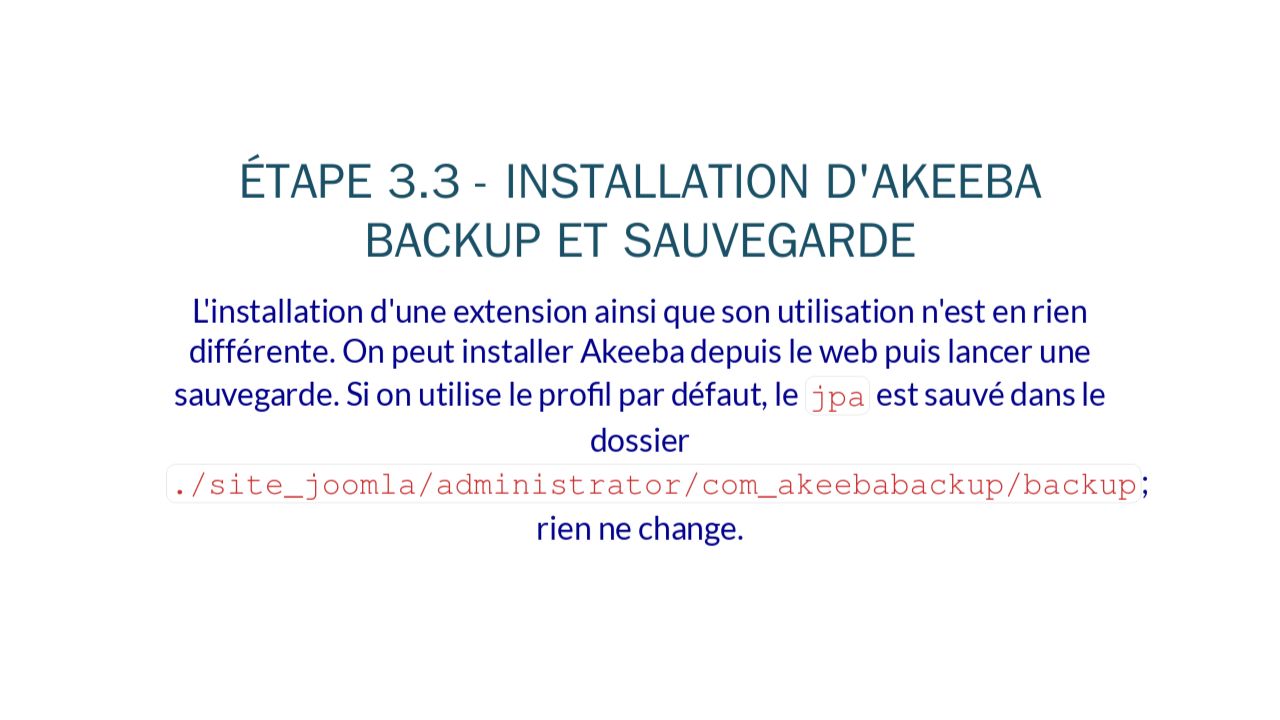 ÉTAPE 3.3 - INSTALLATION D'AKEEBA
BACKUP ET SAUVEGARDE
L'installation d'une extension ainsi que son utilisation n'est en rien
différente. On peut installer Akeeba depuis le web puis lancer une
sauvegarde. Si on utilise le profil par défaut, le jpa est sauvé dans le
dossier
./site_joomla/administrator/com_akeebabackup/backup;
rien ne change.